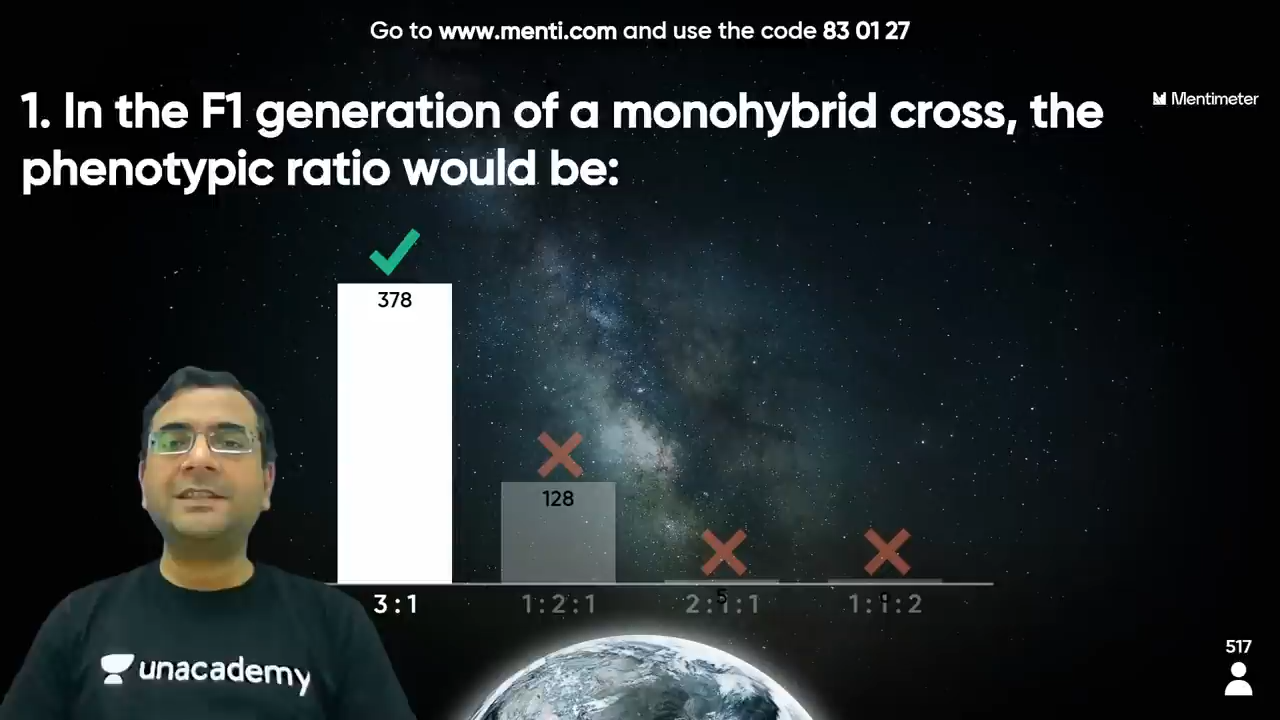 Go to www.menti.com and use the code 83 01 27
1. In the F1 generation of a monohybrid cross, the
phenotypic ratio would be:
Mentimeter
378
128
5
3 : 1
1 : 2 : 1
2 : 1 : 1
1 : 1 : 2
unacademy
517